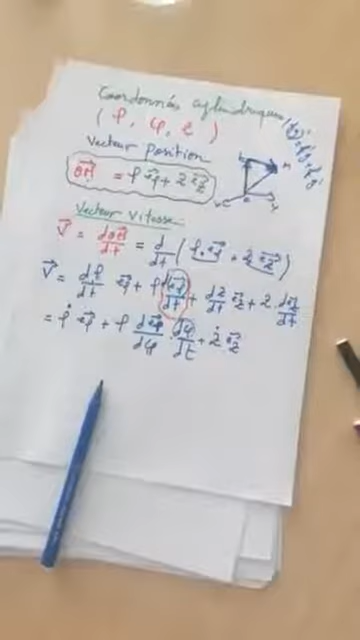 Coordonnées cylindriques
( ρ, φ, z )
Vecteur position
OM⃗ = ρ e⃗ρ + z e⃗z
Vecteur vitesse
V⃗ = dOM⃗/dt = d/dt ( ρ e⃗ρ + z e⃗z )
V⃗ = dρ/dt e⃗ρ + ρ de⃗ρ/dt + dz/dt e⃗z + z de⃗z/dt
= ρ̇ e⃗ρ + ρ de⃗ρ/dφ · dφ/dt + ż e⃗z